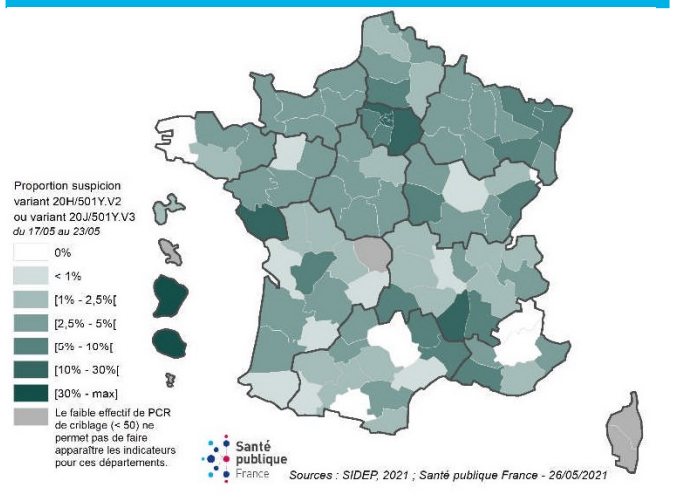 Proportion suspicion
variant 20H/501Y.V2
ou variant 20J/501Y.V3
du 17/05 au 23/05
0%
< 1%
[1% - 2,5%[
[2,5% - 5%[
[5% - 10%[
[10% - 30%[
[30% - max]
Le faible effectif de PCR
de criblage (< 50) ne
permet pas de faire
apparaître les indicateurs
pour ces départements.
Santé
publique
France
Sources : SIDEP, 2021 ; Santé publique France - 26/05/2021